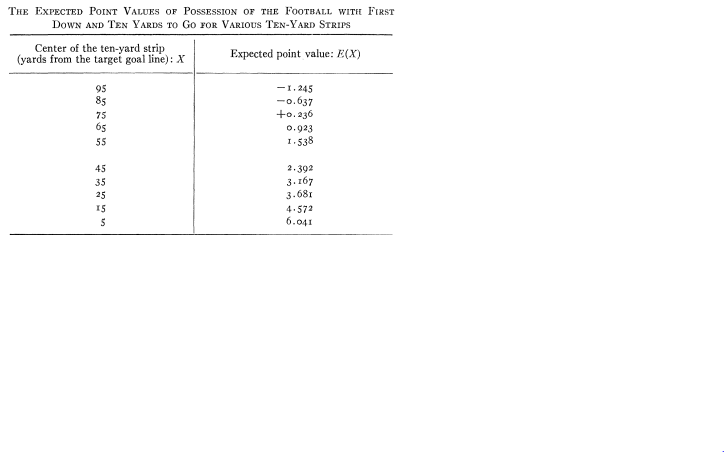 THE EXPECTED POINT VALUES OF POSSESSION OF THE FOOTBALL WITH FIRST
DOWN AND TEN YARDS TO GO FOR VARIOUS TEN-YARD STRIPS
Center of the ten-yard strip
(yards from the target goal line): X
Expected point value: E(X)
95 −1.245
85 −0.637
75 +0.236
65 0.923
55 1.538
45 2.392
35 3.167
25 3.681
15 4.572
5 6.041